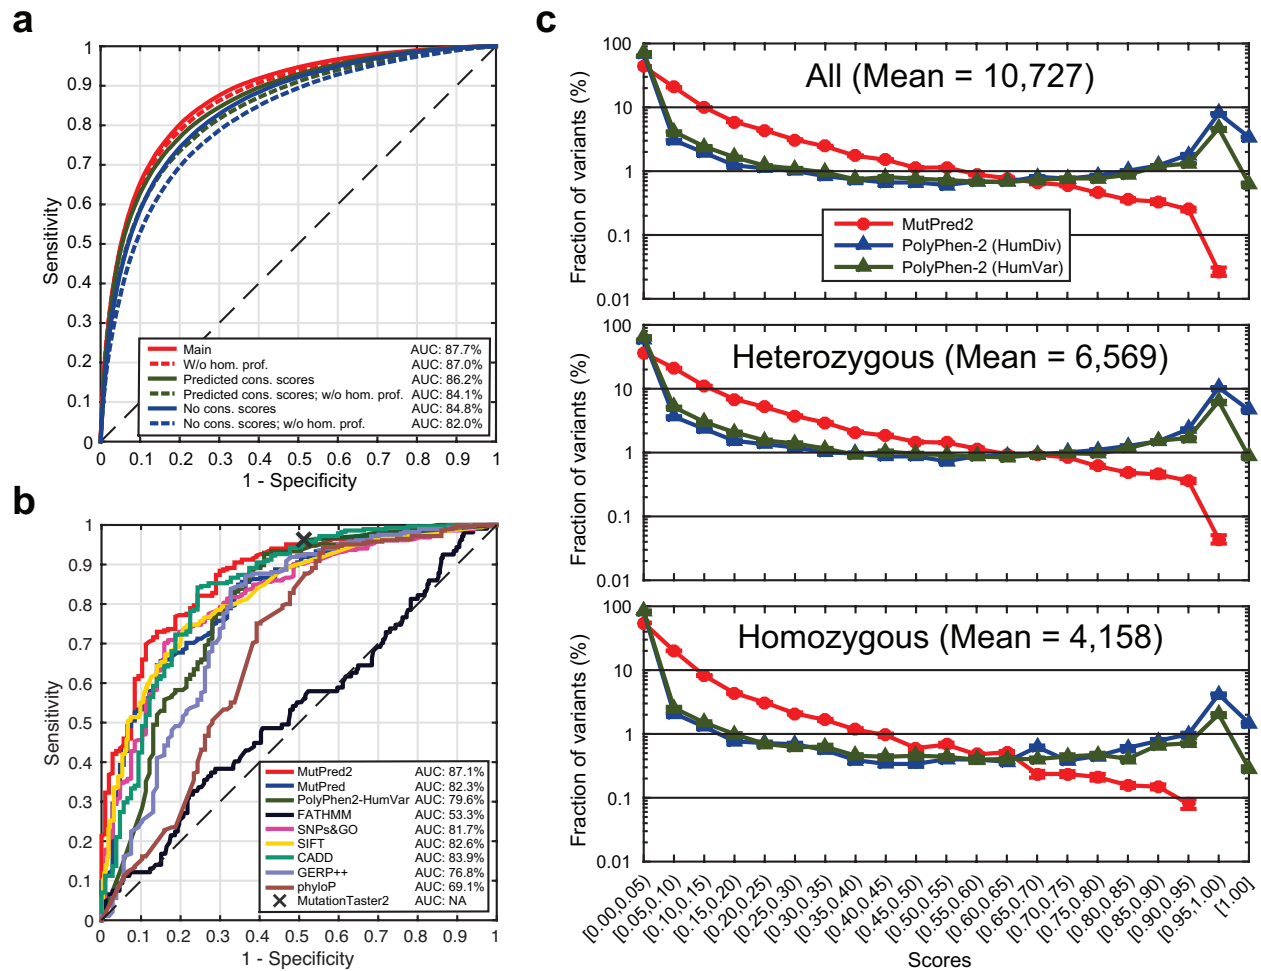 a
1
0.9
0.8
0.7
0.6
0.5
0.4
0.3
0.2
0.1
0
Sensitivity
Main AUC: 87.7%
W/o hom. prof. AUC: 87.0%
Predicted cons. scores AUC: 86.2%
Predicted cons. scores; w/o hom. prof. AUC: 84.1%
No cons. scores AUC: 84.8%
No cons. scores; w/o hom. prof. AUC: 82.0%
0 0.1 0.2 0.3 0.4 0.5 0.6 0.7 0.8 0.9 1
1 - Specificity
b
1
0.9
0.8
0.7
0.6
0.5
0.4
0.3
0.2
0.1
0
Sensitivity
MutPred2 AUC: 87.1%
MutPred AUC: 82.3%
PolyPhen2-HumVar AUC: 79.6%
FATHMM AUC: 53.3%
SNPs&GO AUC: 81.7%
SIFT AUC: 82.6%
CADD AUC: 83.9%
GERP++ AUC: 76.8%
phyloP AUC: 69.1%
MutationTaster2 AUC: NA
0 0.1 0.2 0.3 0.4 0.5 0.6 0.7 0.8 0.9 1
1 - Specificity
c
100
10
1
0.1
0.01
Fraction of variants (%)
All (Mean = 10,727)
MutPred2
PolyPhen-2 (HumDiv)
PolyPhen-2 (HumVar)
100
10
1
0.1
0.01
Fraction of variants (%)
Heterozygous (Mean = 6,569)
100
10
1
0.1
0.01
Fraction of variants (%)
Homozygous (Mean = 4,158)
[0.00,0.05)
[0.05,0.10)
[0.10,0.15)
[0.15,0.20)
[0.20,0.25)
[0.25,0.30)
[0.30,0.35)
[0.35,0.40)
[0.40,0.45)
[0.45,0.50)
[0.50,0.55)
[0.55,0.60)
[0.60,0.65)
[0.65,0.70)
[0.70,0.75)
[0.75,0.80)
[0.80,0.85)
[0.85,0.90)
[0.90,0.95)
[0.95,1.00)
[1.00]
Scores